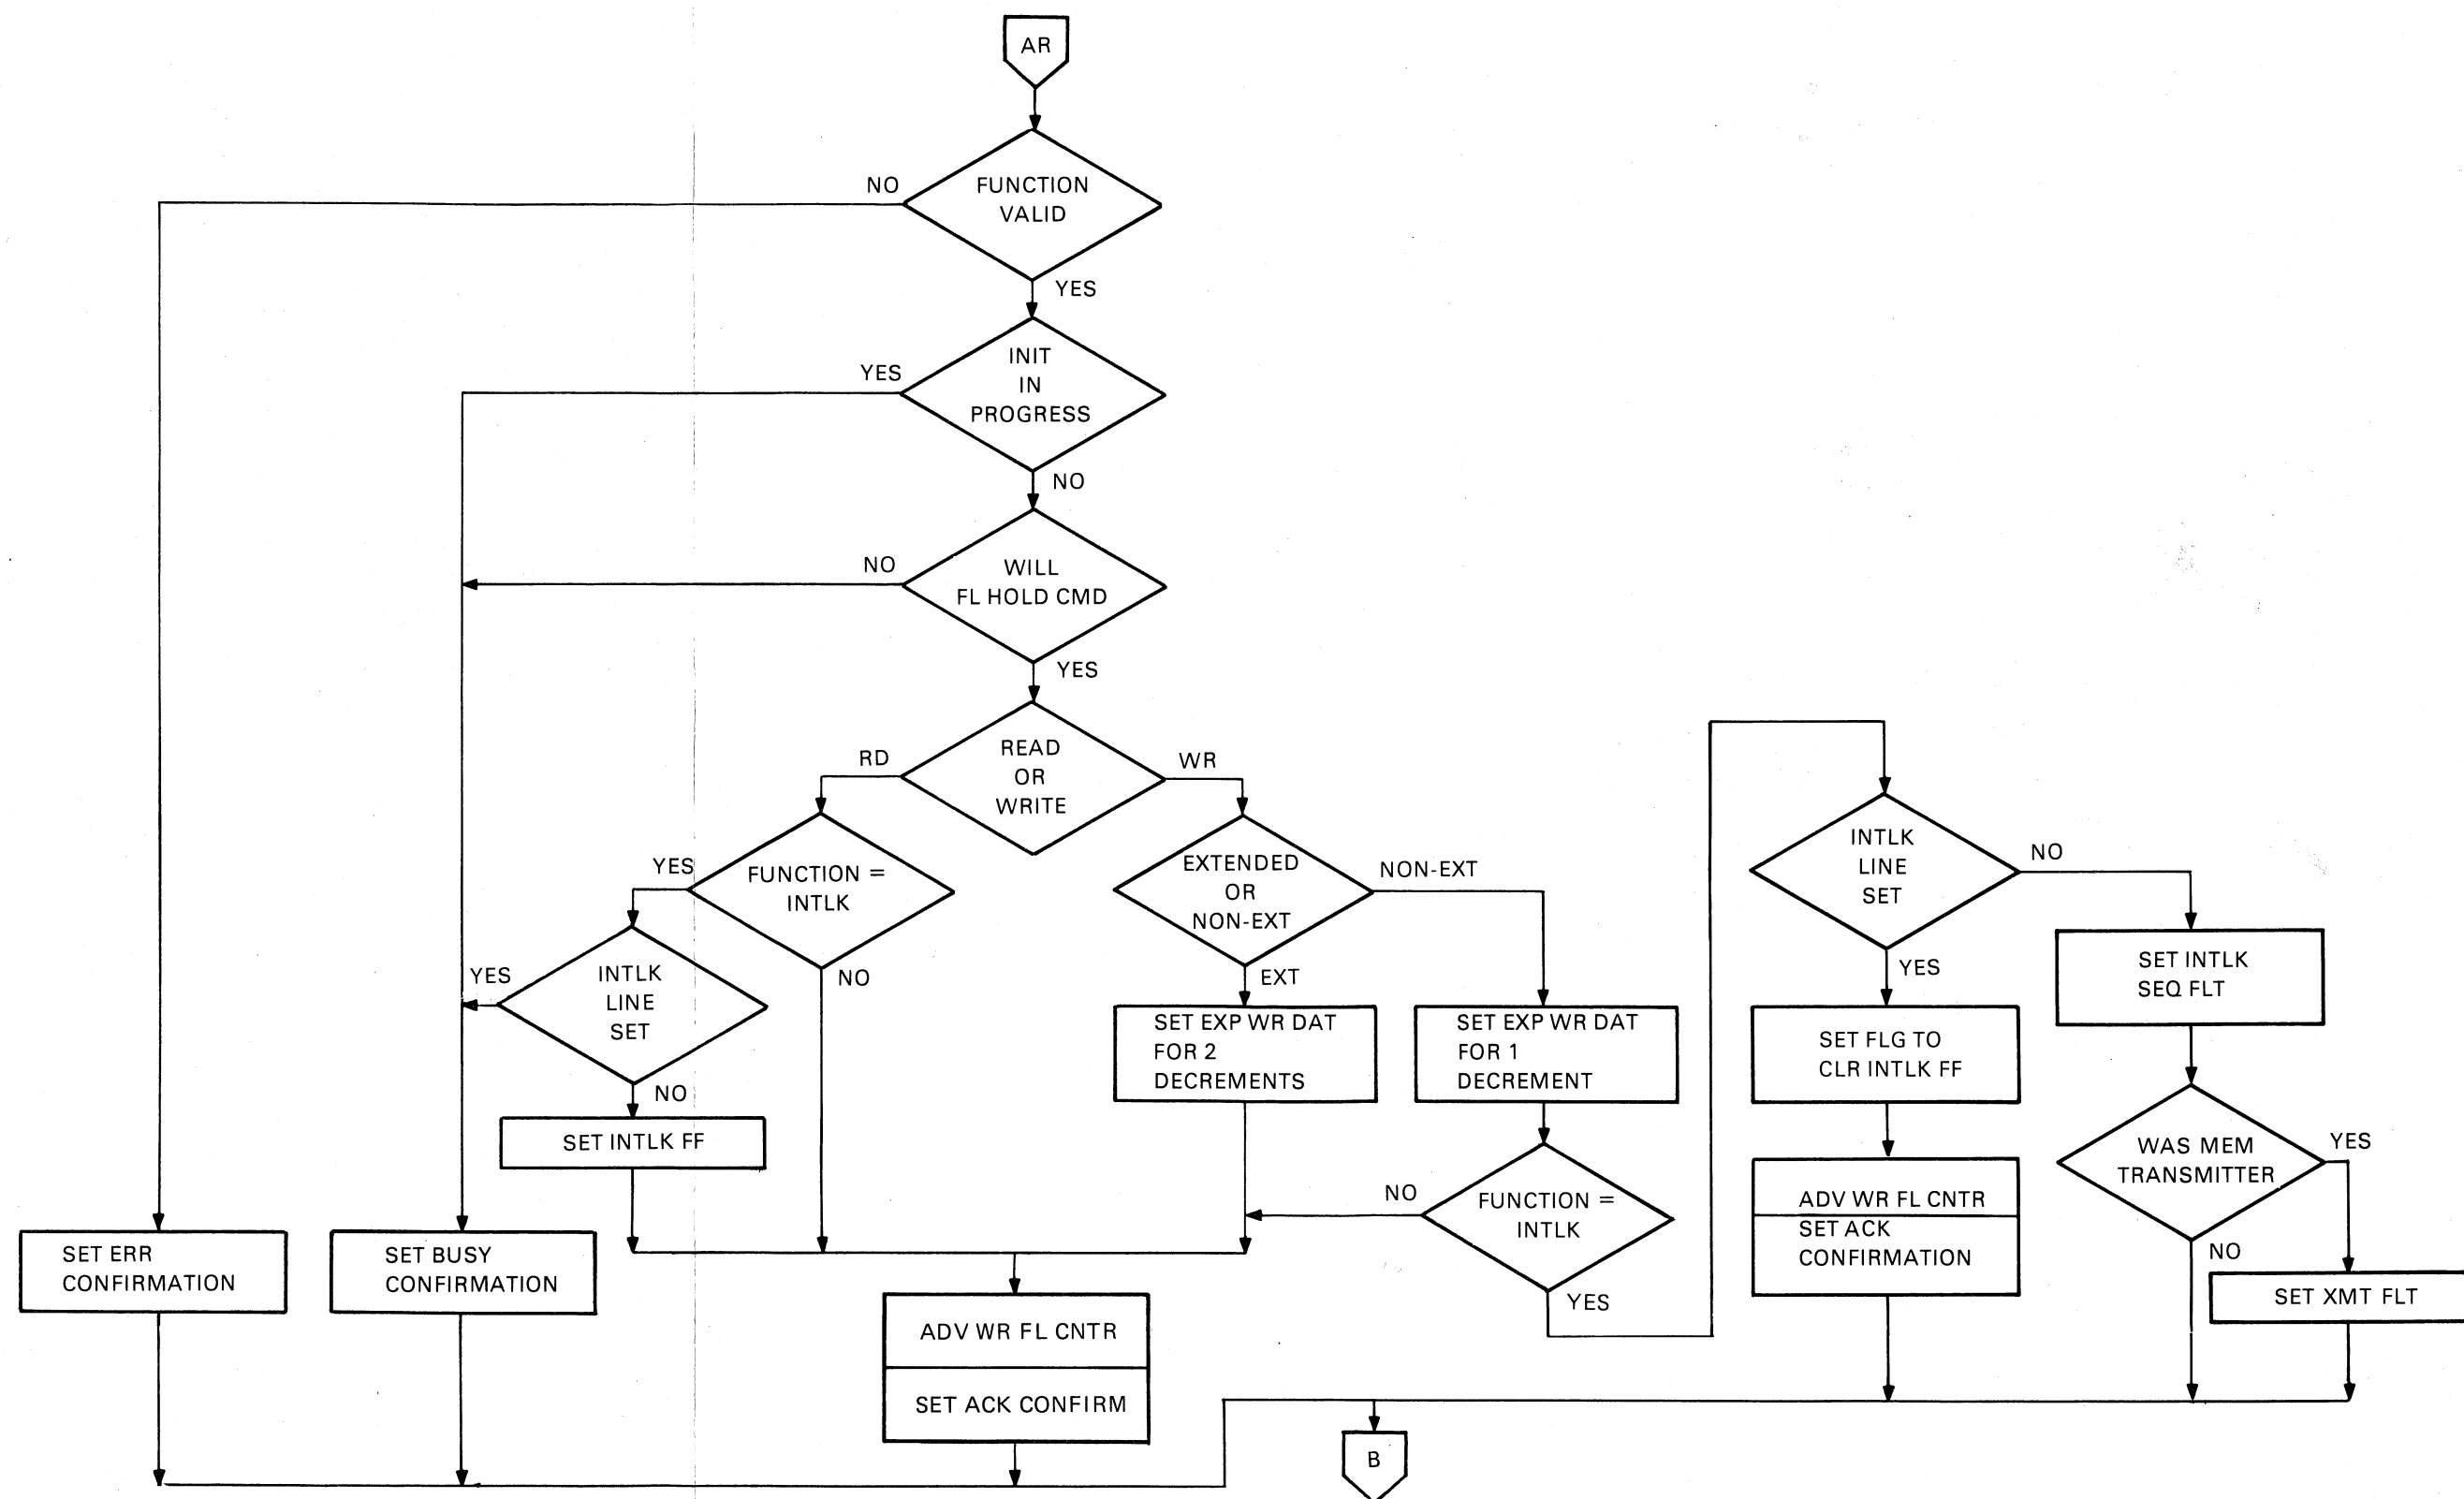 AR
NO
FUNCTION
VALID
YES
YES
INIT
IN
PROGRESS
NO
NO
WILL
FL HOLD CMD
YES
RD
READ
OR
WRITE
WR
YES
FUNCTION =
INTLK
NO
EXTENDED
OR
NON-EXT
NON-EXT
EXT
YES
INTLK
LINE
SET
NO
SET INTLK FF
SET EXP WR DAT
FOR 2
DECREMENTS
SET EXP WR DAT
FOR 1
DECREMENT
NO
FUNCTION =
INTLK
YES
INTLK
LINE
SET
NO
YES
SET INTLK
SEQ FLT
SET FLG TO
CLR INTLK FF
WAS MEM
TRANSMITTER
YES
NO
ADV WR FL CNTR
SET ACK
CONFIRMATION
SET XMT FLT
SET ERR
CONFIRMATION
SET BUSY
CONFIRMATION
ADV WR FL CNTR
SET ACK CONFIRM
B